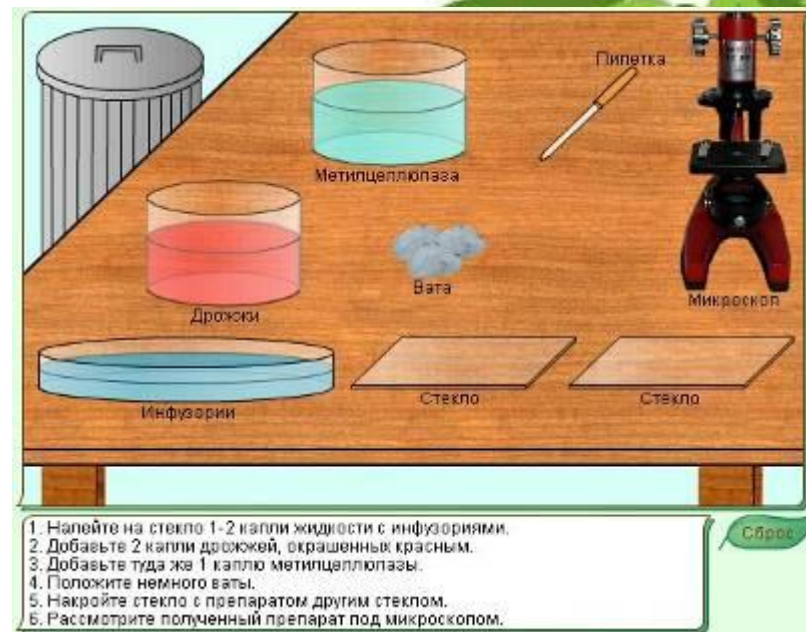 Пипетка
Метилцеллюлаза
Вата
Дрожжи
Микроскоп
Инфузории
Стекло
Стекло
1. Налейте на стекло 1-2 капли жидкости с инфузориями.
2. Добавьте 2 капли дрожжей, окрашенных красным.
3. Добавьте туда же 1 каплю метилцеллюлазы.
4. Положите немного ваты.
5. Накройте стекло с препаратом другим стеклом.
6. Рассмотрите полученный препарат под микроскопом.
Сброс